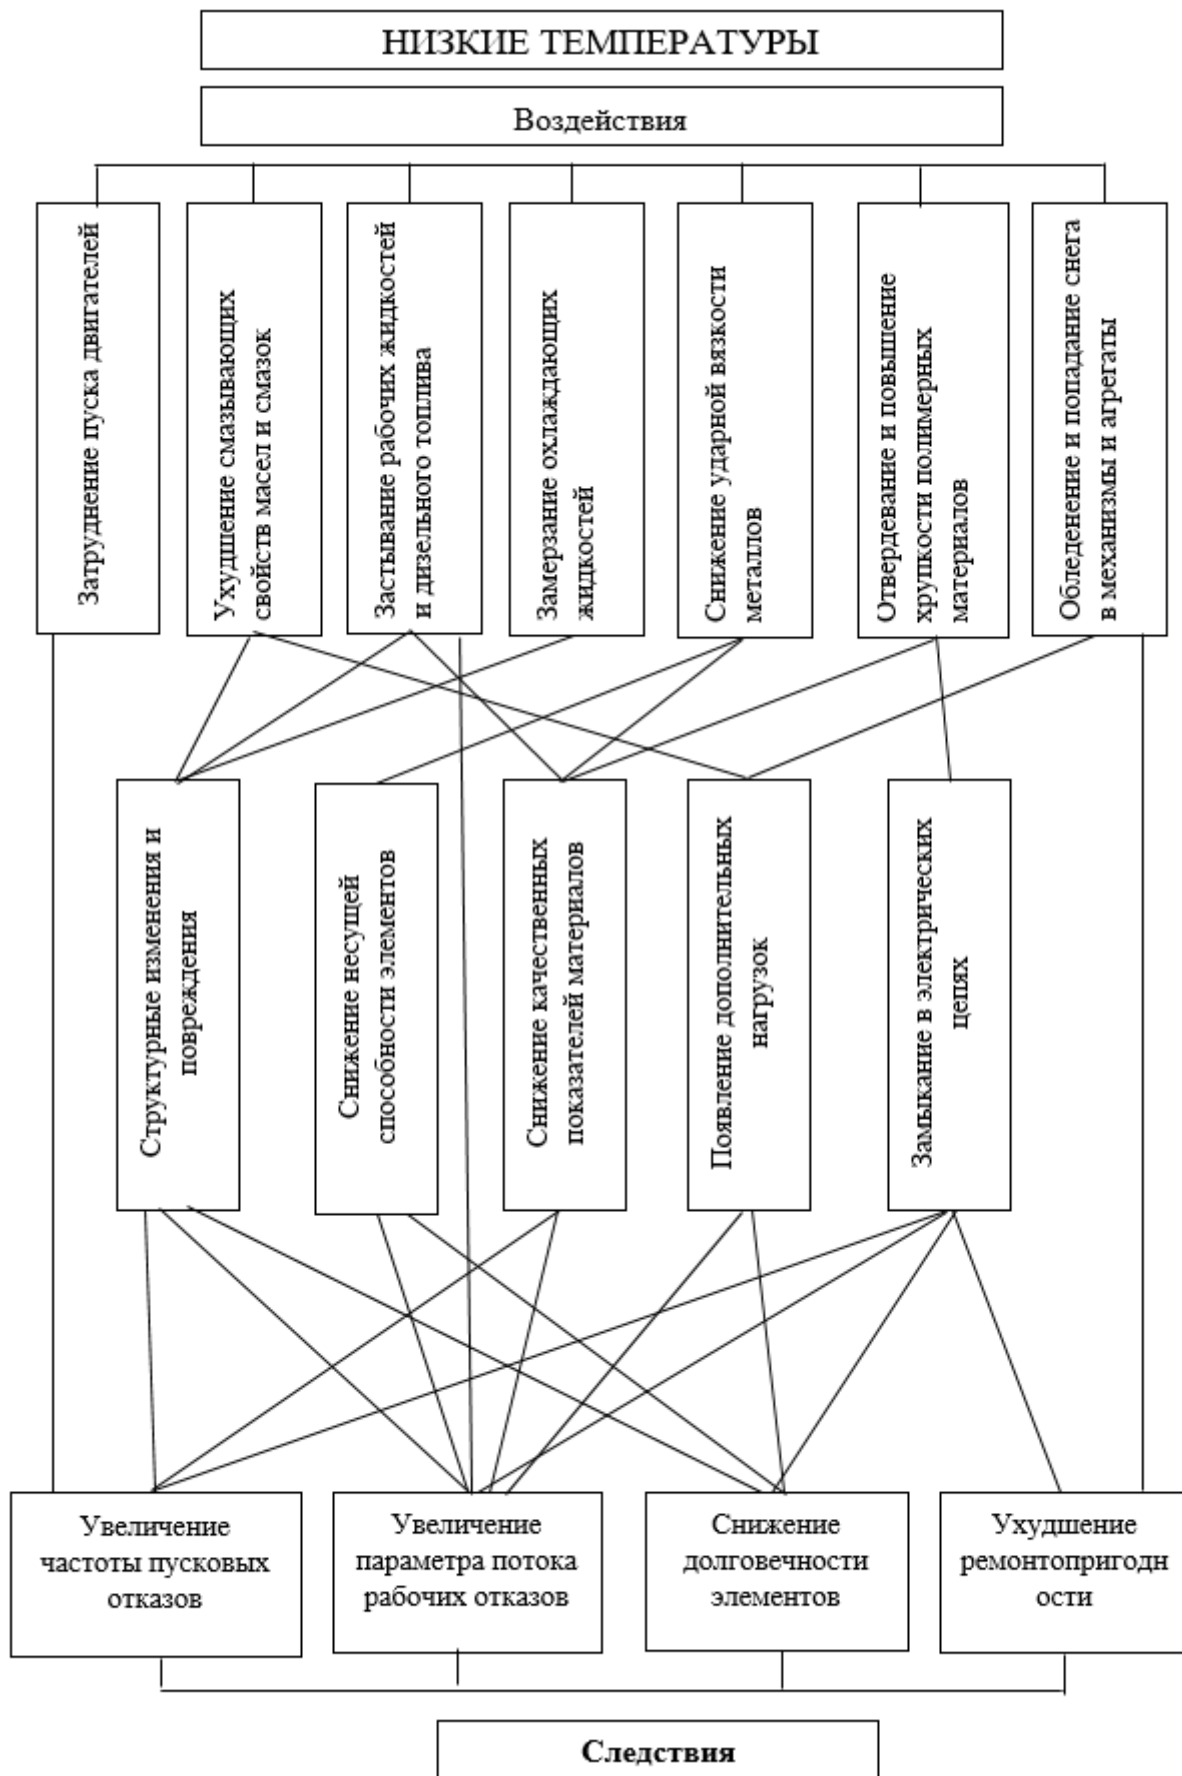 НИЗКИЕ ТЕМПЕРАТУРЫ
Воздействия
Затруднение пуска двигателей
Ухудшение смазывающих
свойств масел и смазок
Застывание рабочих жидкостей
и дизельного топлива
Замерзание охлаждающих
жидкостей
Снижение ударной вязкости
металлов
Отвердевание и повышение
хрупкости полимерных
материалов
Обледенение и попадание снега
в механизмы и агрегаты
Структурные изменения и
повреждения
Снижение несущей
способности элементов
Снижение качественных
показателей материалов
Появление дополнительных
нагрузок
Замыкание в электрических
цепях
Увеличение
частоты пусковых
отказов
Увеличение
параметра потока
рабочих отказов
Снижение
долговечности
элементов
Ухудшение
ремонтопригодн
ости
Следствия